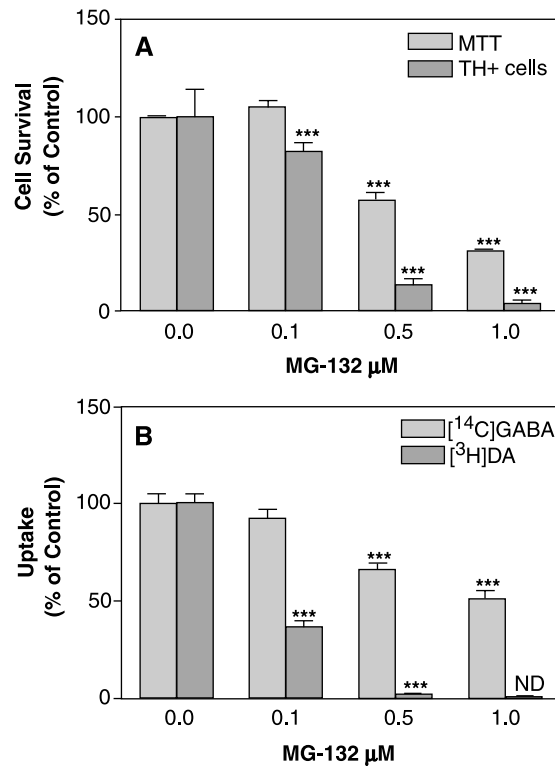 150
A
MTT
TH+ cells
100
***
***
50
***
***
***
0
Cell Survival
(% of Control)
0.0 0.1 0.5 1.0
MG-132 µM
150
B
[¹⁴C]GABA
[³H]DA
100
***
***
50
***
***
ND
0
Uptake
(% of Control)
0.0 0.1 0.5 1.0
MG-132 µM